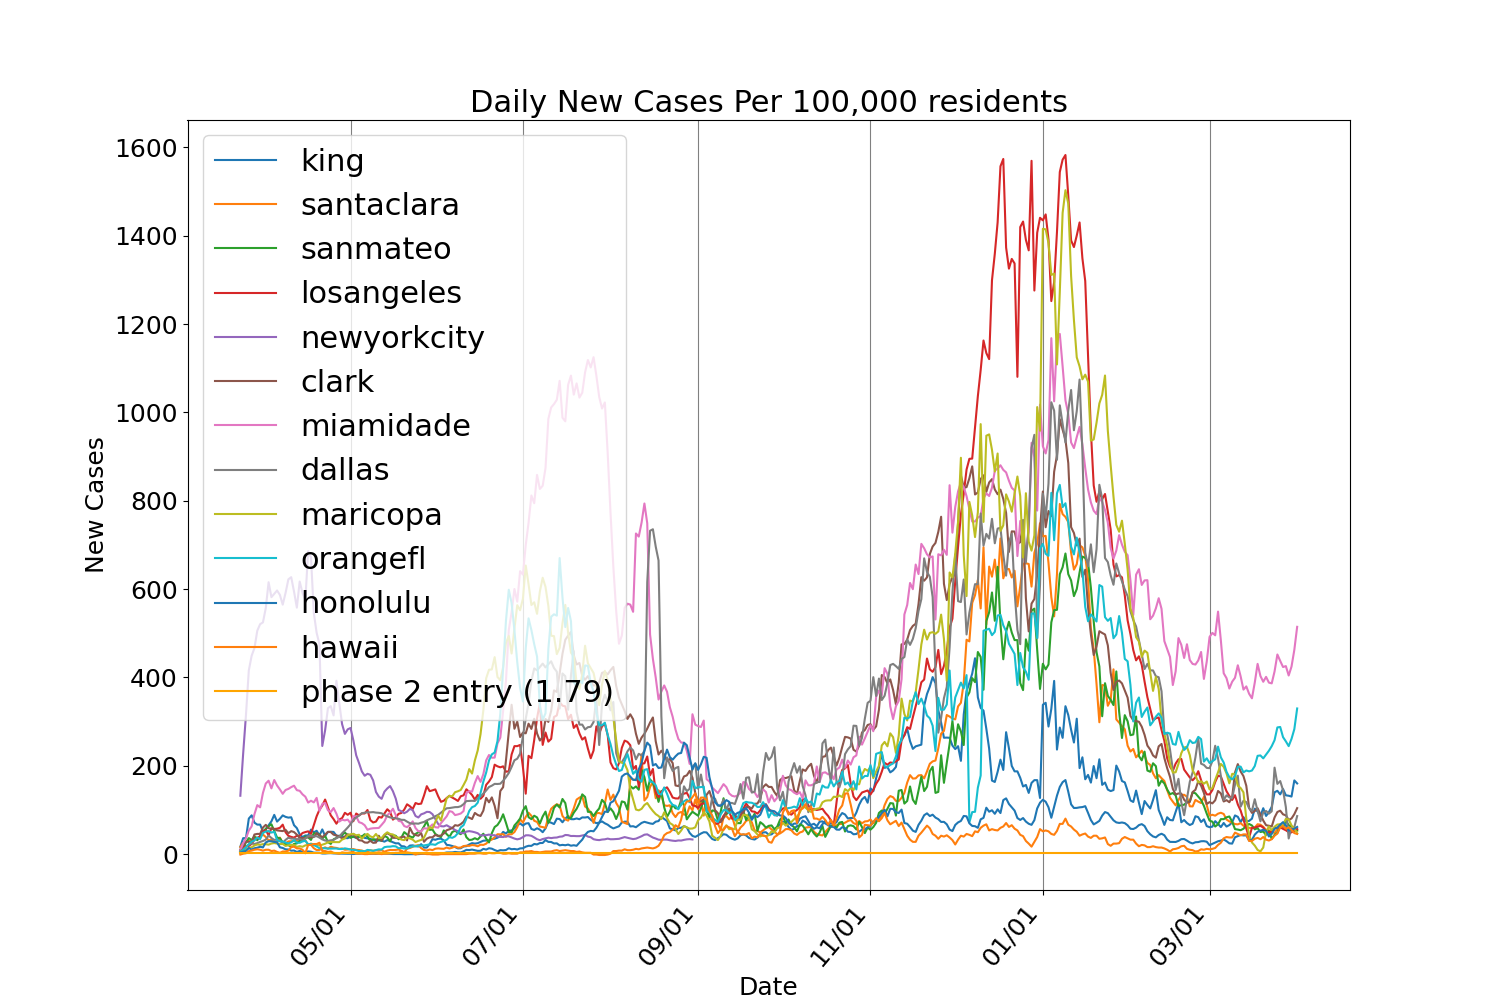 Daily New Cases Per 100,000 residents
1600
1400
1200
1000
800
600
400
200
0
New Cases
king
santaclara
sanmateo
losangeles
newyorkcity
clark
miamidade
dallas
maricopa
orangefl
honolulu
hawaii
phase 2 entry (1.79)
05/01
07/01
09/01
11/01
01/01
03/01
Date